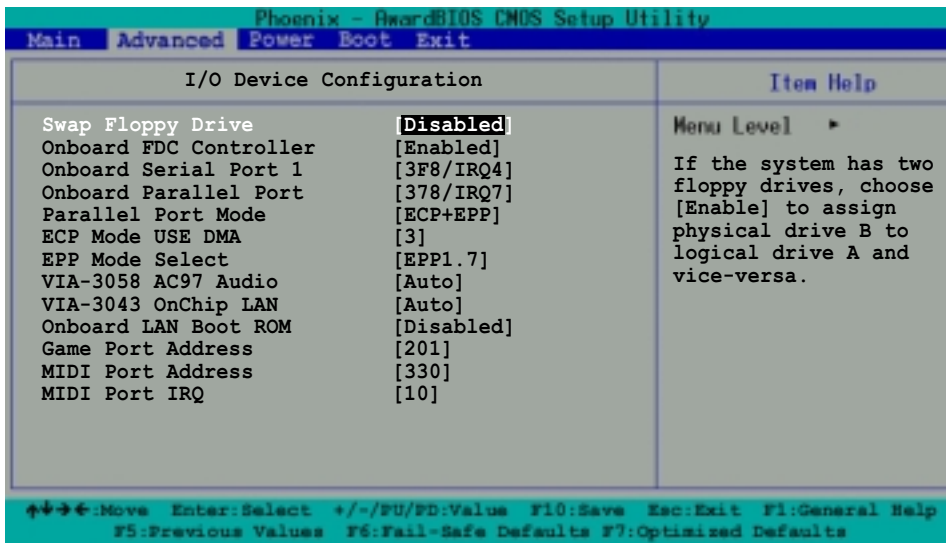 Phoenix - AwardBIOS CMOS Setup Utility
Main Advanced Power Boot Exit
I/O Device Configuration
Item Help
Swap Floppy Drive [Disabled]
Onboard FDC Controller [Enabled]
Onboard Serial Port 1 [3F8/IRQ4]
Onboard Parallel Port [378/IRQ7]
Parallel Port Mode [ECP+EPP]
ECP Mode USE DMA [3]
EPP Mode Select [EPP1.7]
VIA-3058 AC97 Audio [Auto]
VIA-3043 OnChip LAN [Auto]
Onboard LAN Boot ROM [Disabled]
Game Port Address [201]
MIDI Port Address [330]
MIDI Port IRQ [10]
Menu Level ►
If the system has two
floppy drives, choose
[Enable] to assign
physical drive B to
logical drive A and
vice-versa.
↑↓→←:Move Enter:Select +/-/PU/PD:Value F10:Save Esc:Exit F1:General Help
F5:Previous Values F6:Fail-Safe Defaults F7:Optimized Defaults